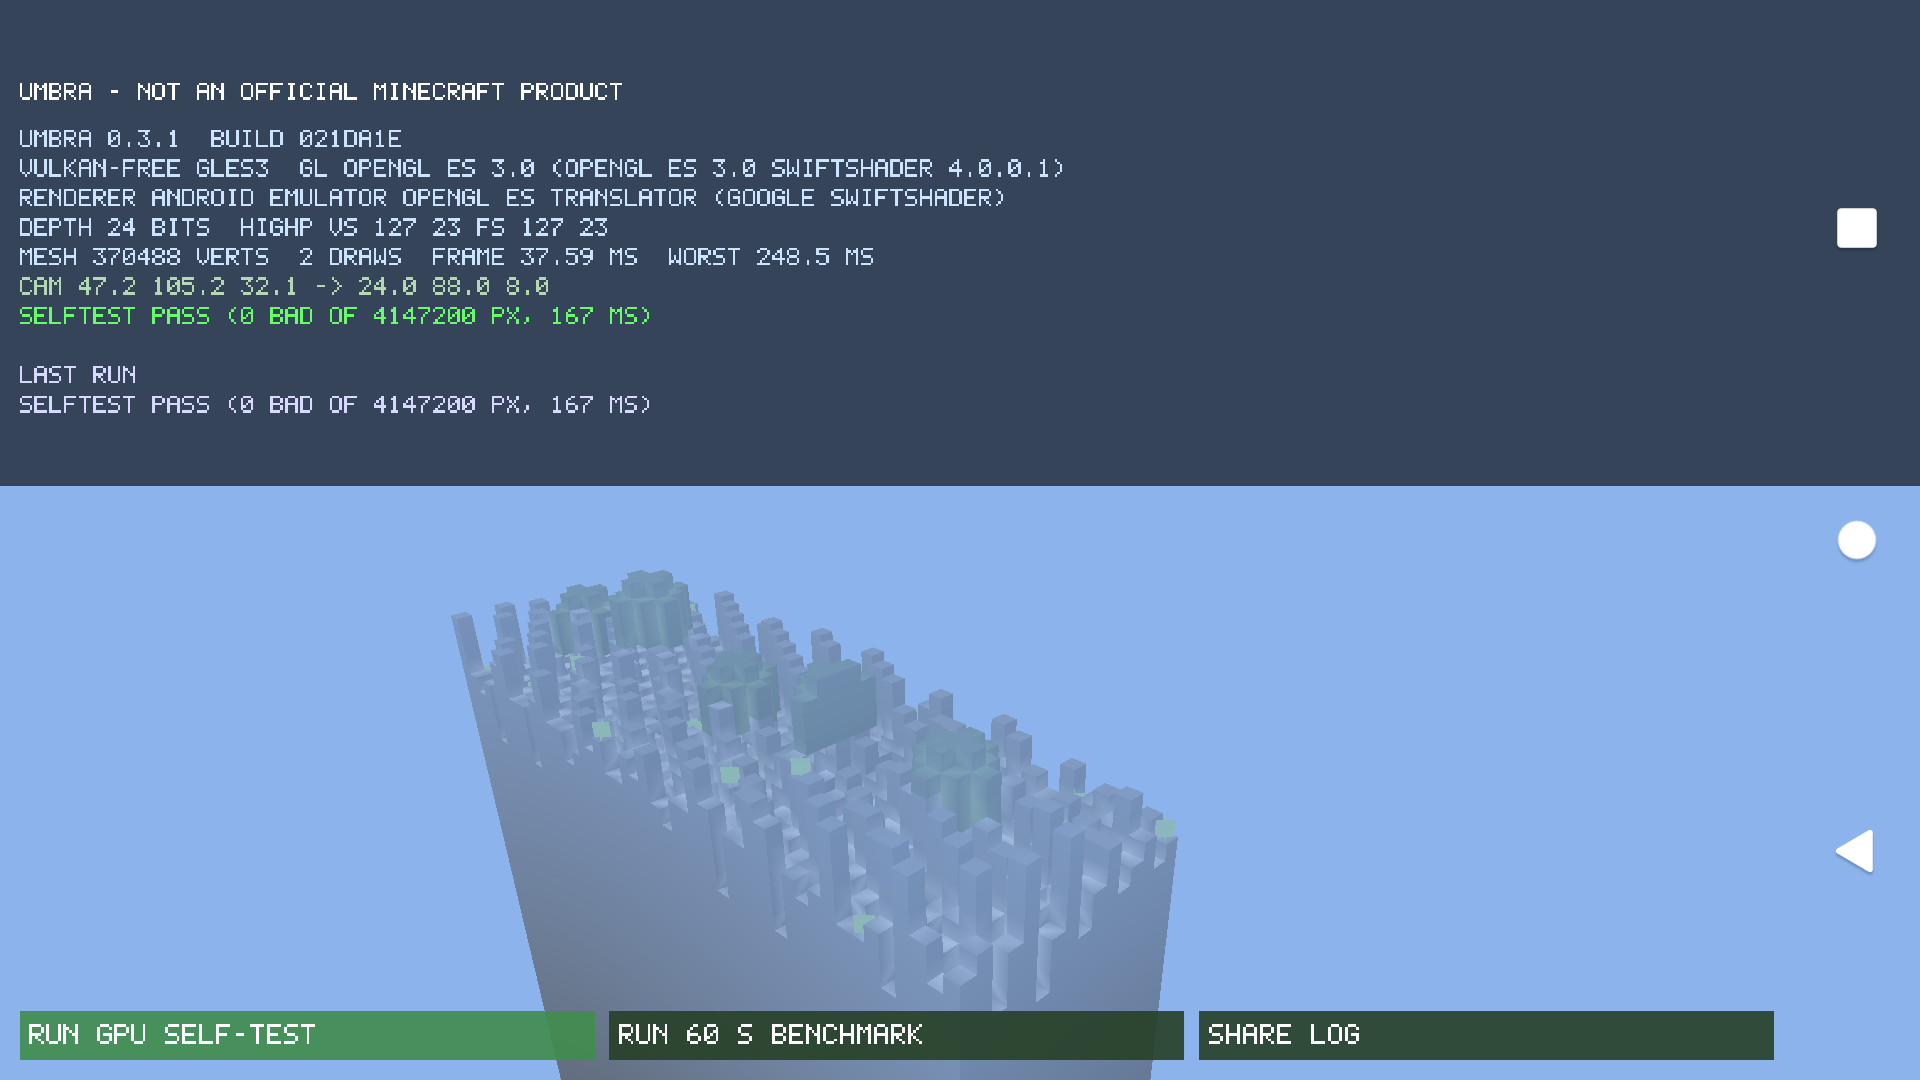 UMBRA - NOT AN OFFICIAL MINECRAFT PRODUCT
UMBRA 0.3.1  BUILD 021DA1E
VULKAN-FREE GLES3  GL OPENGL ES 3.0 (OPENGL ES 3.0 SWIFTSHADER 4.0.0.1)
RENDERER ANDROID EMULATOR OPENGL ES TRANSLATOR (GOOGLE SWIFTSHADER)
DEPTH 24 BITS  HIGHP VS 127 23 FS 127 23
MESH 370488 VERTS  2 DRAWS  FRAME 37.59 MS  WORST 248.5 MS
CAM 47.2 105.2 32.1 -> 24.0 88.0 8.0
SELFTEST PASS (0 BAD OF 4147200 PX, 167 MS)
LAST RUN
SELFTEST PASS (0 BAD OF 4147200 PX, 167 MS)
RUN GPU SELF-TEST
RUN 60 S BENCHMARK
SHARE LOG